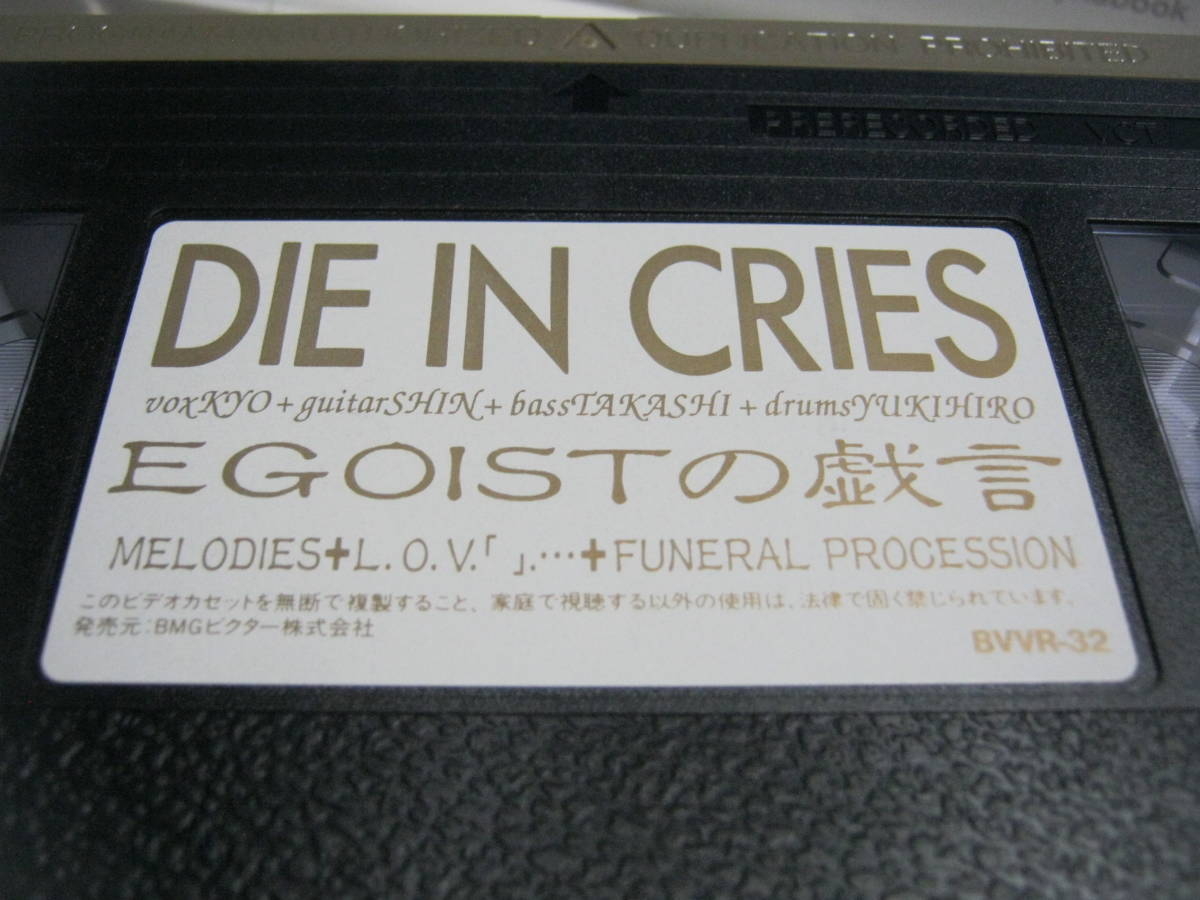 book
PROGRAM UNAUTHORIZED DUPLICATION PROHIBITED
PRERECORDED VCT
DIE IN CRIES
voxKYO + guitarSHIN + bassTAKASHI + drumsYUKIHIRO
EGOISTの戯言
MELODIES✝L.O.V.「 」.…✝FUNERAL PROCESSION
このビデオカセットを無断で複製すること、家庭で視聴する以外の使用は、法律で固く禁じられています。
発売元:BMGビクター株式会社
BVVR-32